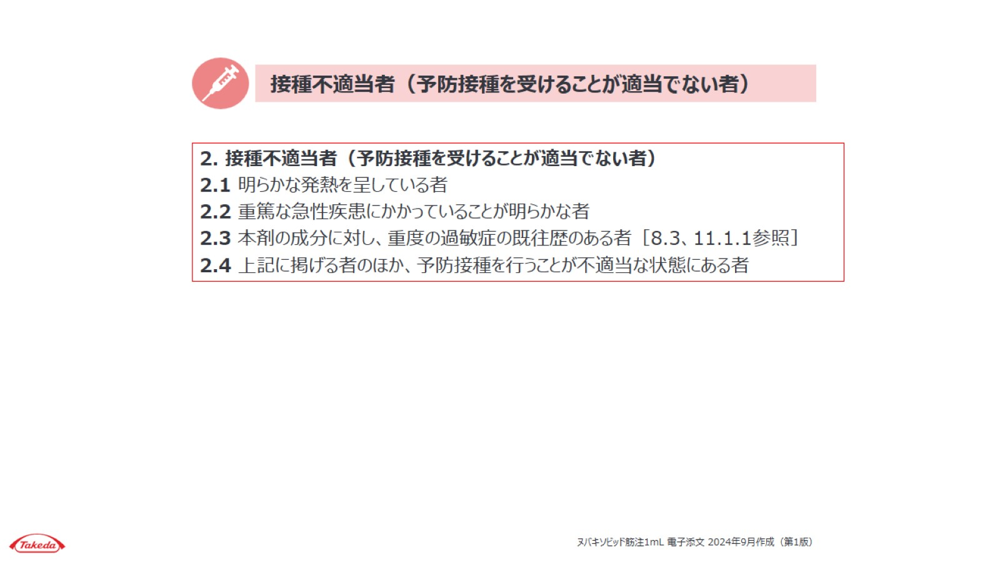 接種不適当者（予防接種を受けることが適当でない者）
2. 接種不適当者（予防接種を受けることが適当でない者）
2.1 明らかな発熱を呈している者
2.2 重篤な急性疾患にかかっていることが明らかな者
2.3 本剤の成分に対し、重度の過敏症の既往歴のある者［8.3、11.1.1参照］
2.4 上記に掲げる者のほか、予防接種を行うことが不適当な状態にある者
Takeda
ヌバキソビッド筋注1mL 電子添文 2024年9月作成（第1版）